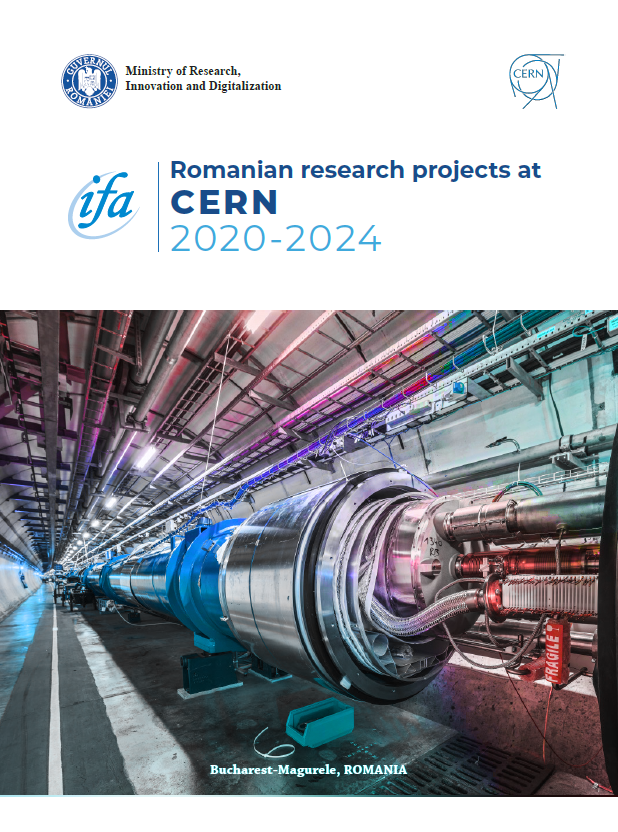 GUVERNUL
ROMÂNIEI
Ministry of Research,
Innovation and Digitalization
CERN
ifa
Romanian research projects at
CERN
2020-2024
FRAGILE!
Bucharest-Magurele, ROMANIA